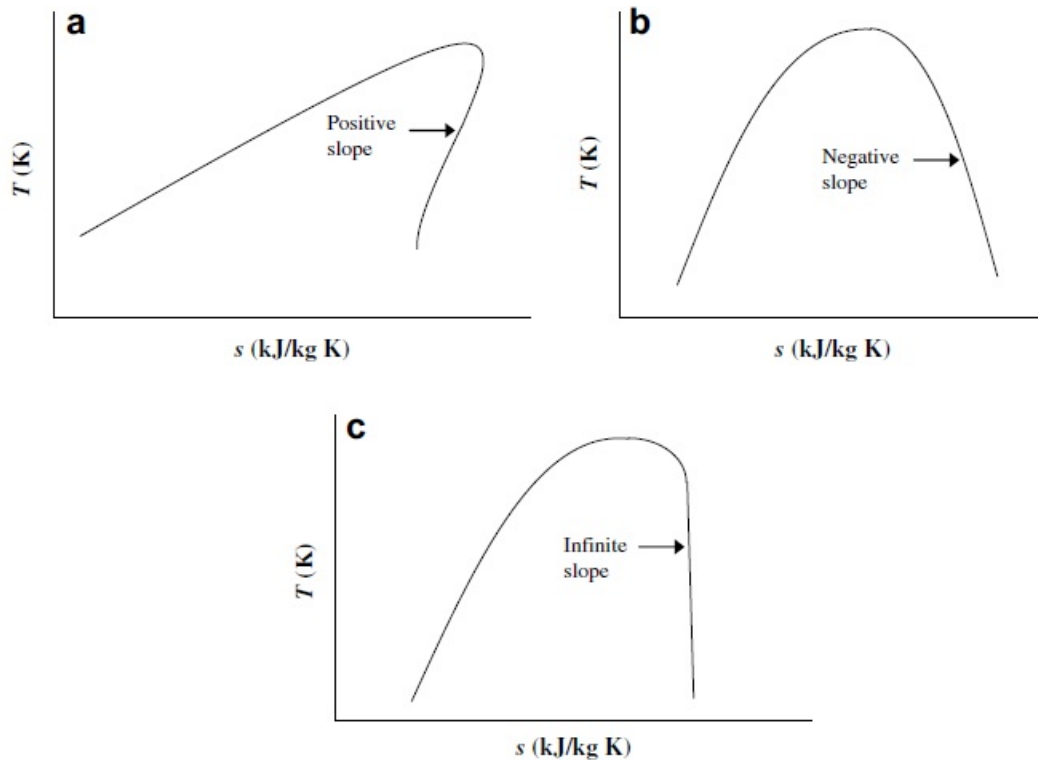 a
Positive
slope
T (K)
s (kJ/kg K)
b
Negative
slope
T (K)
s (kJ/kg K)
c
Infinite
slope
T (K)
s (kJ/kg K)